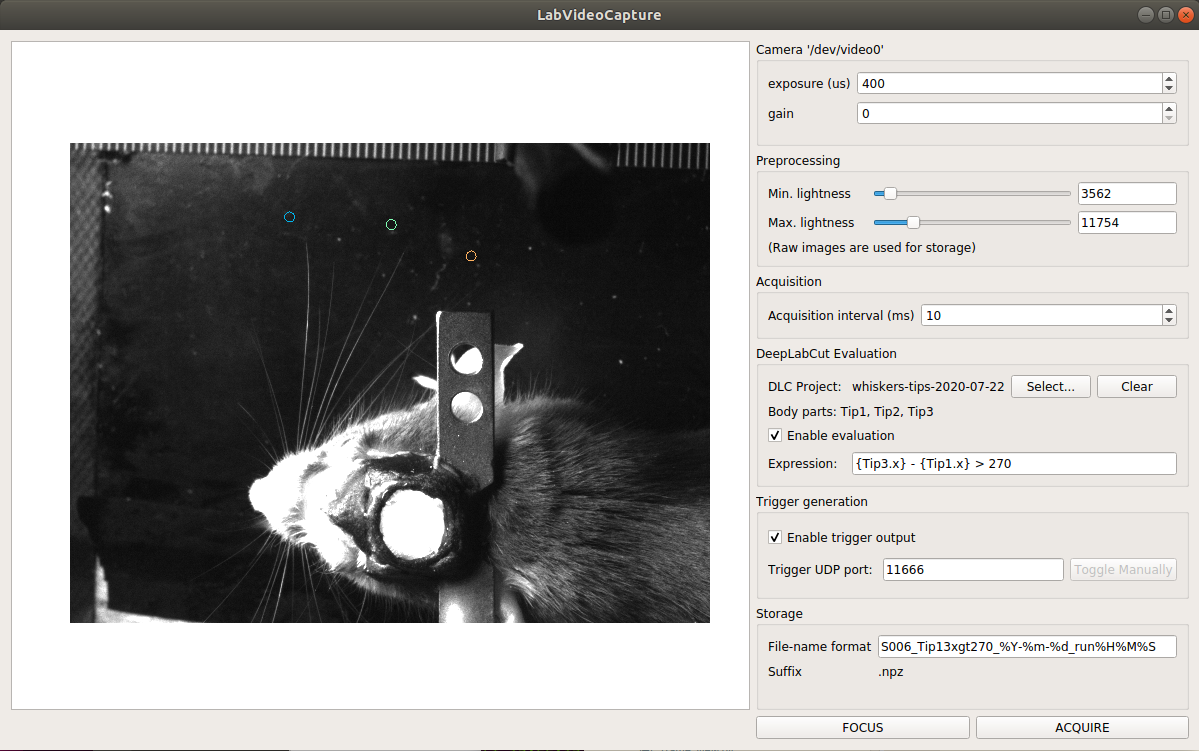 LabVideoCapture
Camera '/dev/video0'
exposure (us) 400
gain 0
Preprocessing
Min. lightness 3562
Max. lightness 11754
(Raw images are used for storage)
Acquisition
Acquisition interval (ms) 10
DeepLabCut Evaluation
DLC Project: whiskers-tips-2020-07-22 Select... Clear
Body parts: Tip1, Tip2, Tip3
Enable evaluation
Expression: {Tip3.x} - {Tip1.x} > 270
Trigger generation
Enable trigger output
Trigger UDP port: 11666 Toggle Manually
Storage
File-name format S006_Tip13xgt270_%Y-%m-%d_run%H%M%S
Suffix .npz
FOCUS ACQUIRE